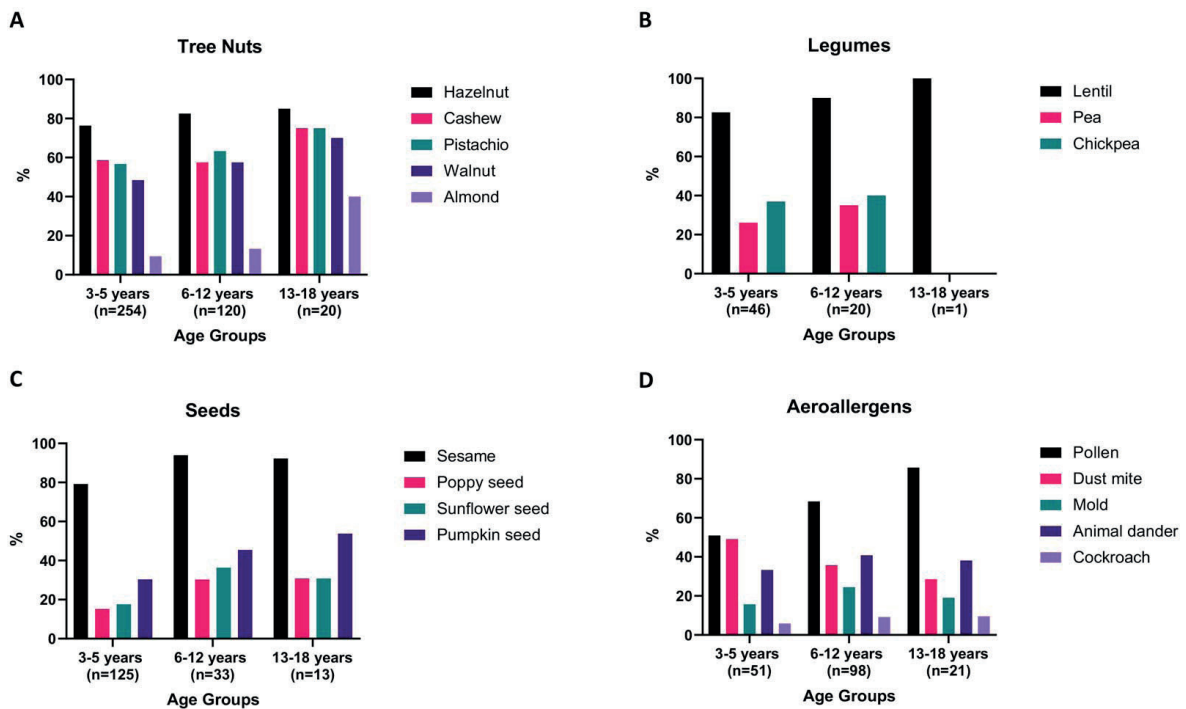 A
Tree Nuts
100
80
60
40
20
0
%
3-5 years
(n=254)
6-12 years
(n=120)
13-18 years
(n=20)
Age Groups
Hazelnut
Cashew
Pistachio
Walnut
Almond
B
Legumes
100
80
60
40
20
0
%
3-5 years
(n=46)
6-12 years
(n=20)
13-18 years
(n=1)
Age Groups
Lentil
Pea
Chickpea
C
Seeds
100
80
60
40
20
0
%
3-5 years
(n=125)
6-12 years
(n=33)
13-18 years
(n=13)
Age Groups
Sesame
Poppy seed
Sunflower seed
Pumpkin seed
D
Aeroallergens
100
80
60
40
20
0
%
3-5 years
(n=51)
6-12 years
(n=98)
13-18 years
(n=21)
Age Groups
Pollen
Dust mite
Mold
Animal dander
Cockroach